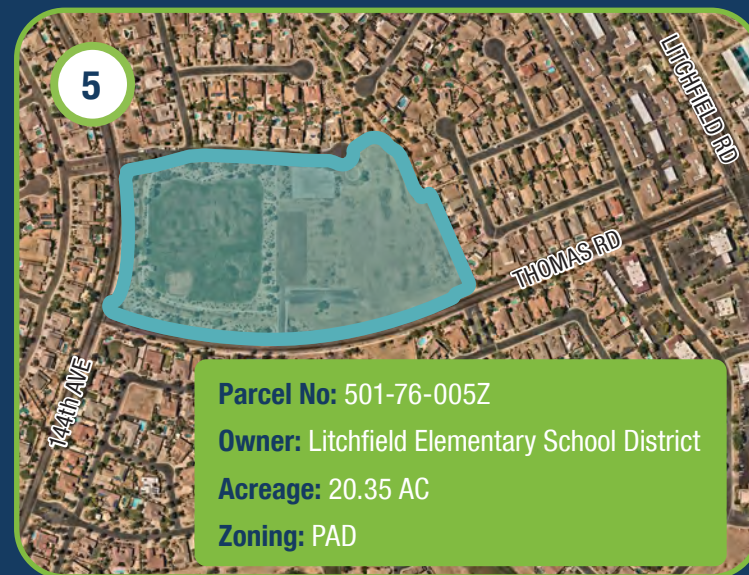 5
LITCHFIELD RD
THOMAS RD
144th AVE
Parcel No: 501-76-005Z
Owner: Litchfield Elementary School District
Acreage: 20.35 AC
Zoning: PAD